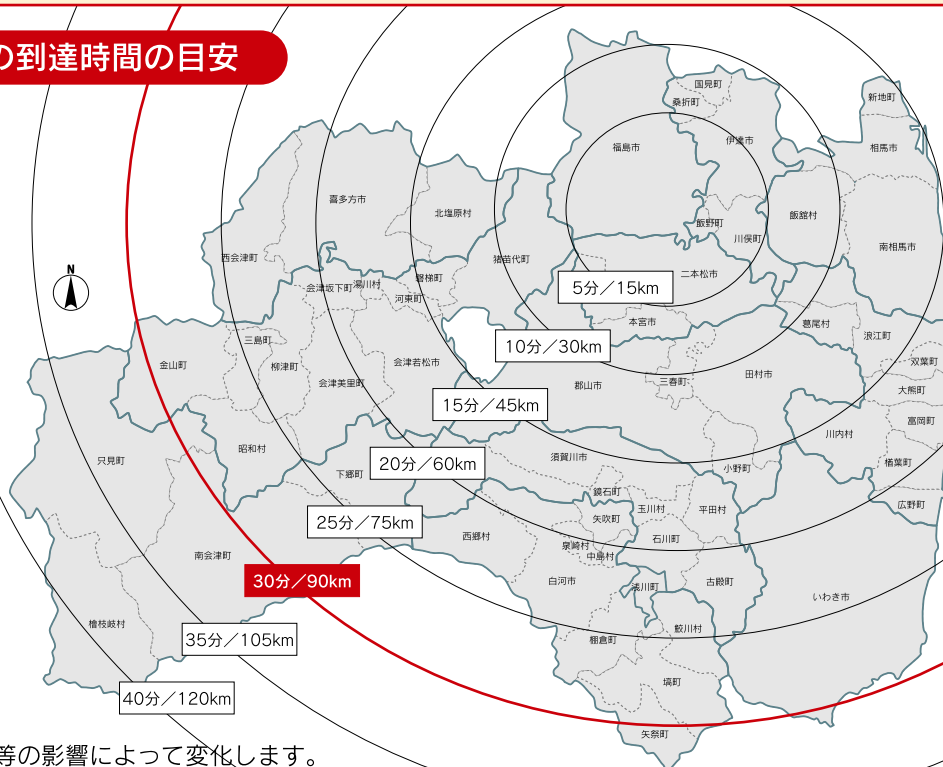 の到達時間の目安
国見町
桑折町
新地町
福島市
伊達市
相馬市
喜多方市
北塩原村
飯野町
飯舘村
川俣町
南相馬市
西会津町
猪苗代町
磐梯町
二本松市
会津坂下町
湯川村
河東町
5分／15km
本宮市
葛尾村
浪江町
三島町
10分／30km
金山町
柳津町
会津若松市
双葉町
会津美里町
郡山市
三春町
田村市
大熊町
15分／45km
富岡町
川内村
昭和村
只見町
須賀川市
20分／60km
楢葉町
下郷町
小野町
鏡石町
広野町
玉川村
平田村
矢吹町
25分／75km
西郷村
石川町
泉崎村
中島村
南会津町
30分／90km
白河市
浅川町
古殿町
いわき市
檜枝岐村
鮫川村
35分／105km
棚倉町
塙町
40分／120km
矢祭町
等の影響によって変化します。
N